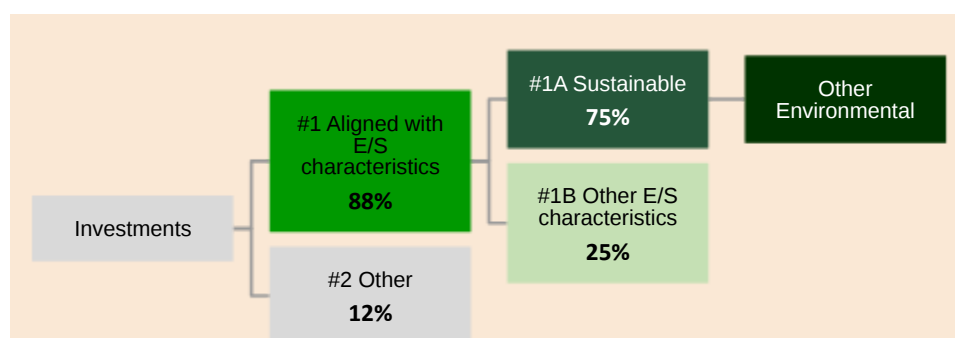 Investments
#1 Aligned with
E/S
characteristics
88%
#2 Other
12%
#1A Sustainable
75%
#1B Other E/S
characteristics
25%
Other
Environmental